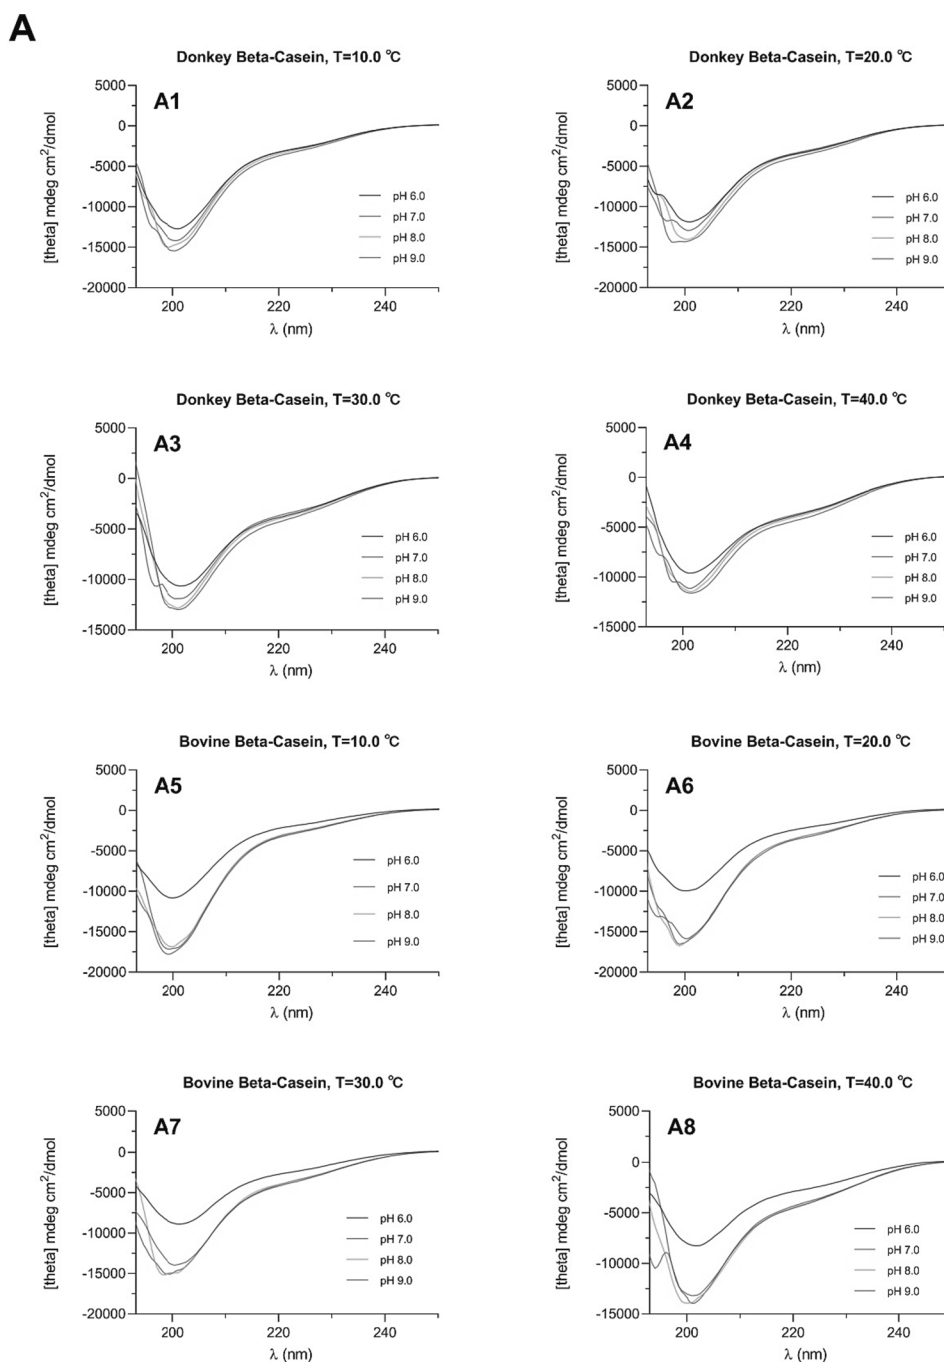 A
Donkey Beta-Casein, T=10.0 °C
A1
[theta] mdeg cm²/dmol
5000
0
-5000
-10000
-15000
-20000
pH 6.0
pH 7.0
pH 8.0
pH 9.0
200 220 240
λ (nm)
Donkey Beta-Casein, T=20.0 °C
A2
[theta] mdeg cm²/dmol
5000
0
-5000
-10000
-15000
-20000
pH 6.0
pH 7.0
pH 8.0
pH 9.0
200 220 240
λ (nm)
Donkey Beta-Casein, T=30.0 °C
A3
[theta] mdeg cm²/dmol
5000
0
-5000
-10000
-15000
pH 6.0
pH 7.0
pH 8.0
pH 9.0
200 220 240
λ (nm)
Donkey Beta-Casein, T=40.0 °C
A4
[theta] mdeg cm²/dmol
5000
0
-5000
-10000
-15000
pH 6.0
pH 7.0
pH 8.0
pH 9.0
200 220 240
λ (nm)
Bovine Beta-Casein, T=10.0 °C
A5
[theta] mdeg cm²/dmol
5000
0
-5000
-10000
-15000
-20000
pH 6.0
pH 7.0
pH 8.0
pH 9.0
200 220 240
λ (nm)
Bovine Beta-Casein, T=20.0 °C
A6
[theta] mdeg cm²/dmol
5000
0
-5000
-10000
-15000
-20000
pH 6.0
pH 7.0
pH 8.0
pH 9.0
200 220 240
λ (nm)
Bovine Beta-Casein, T=30.0 °C
A7
[theta] mdeg cm²/dmol
5000
0
-5000
-10000
-15000
-20000
pH 6.0
pH 7.0
pH 8.0
pH 9.0
200 220 240
λ (nm)
Bovine Beta-Casein, T=40.0 °C
A8
[theta] mdeg cm²/dmol
5000
0
-5000
-10000
-15000
pH 6.0
pH 7.0
pH 8.0
pH 9.0
200 220 240
λ (nm)